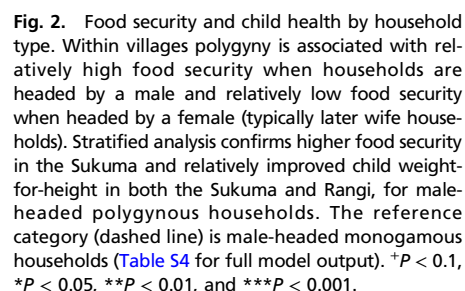 Fig. 2. Food security and child health by household
type. Within villages polygyny is associated with rel-
atively high food security when households are
headed by a male and relatively low food security
when headed by a female (typically later wife house-
holds). Stratified analysis confirms higher food security
in the Sukuma and relatively improved child weight-
for-height in both the Sukuma and Rangi, for male-
headed polygynous households. The reference
category (dashed line) is male-headed monogamous
households (Table S4 for full model output). +P < 0.1,
*P < 0.05, **P < 0.01, and ***P < 0.001.